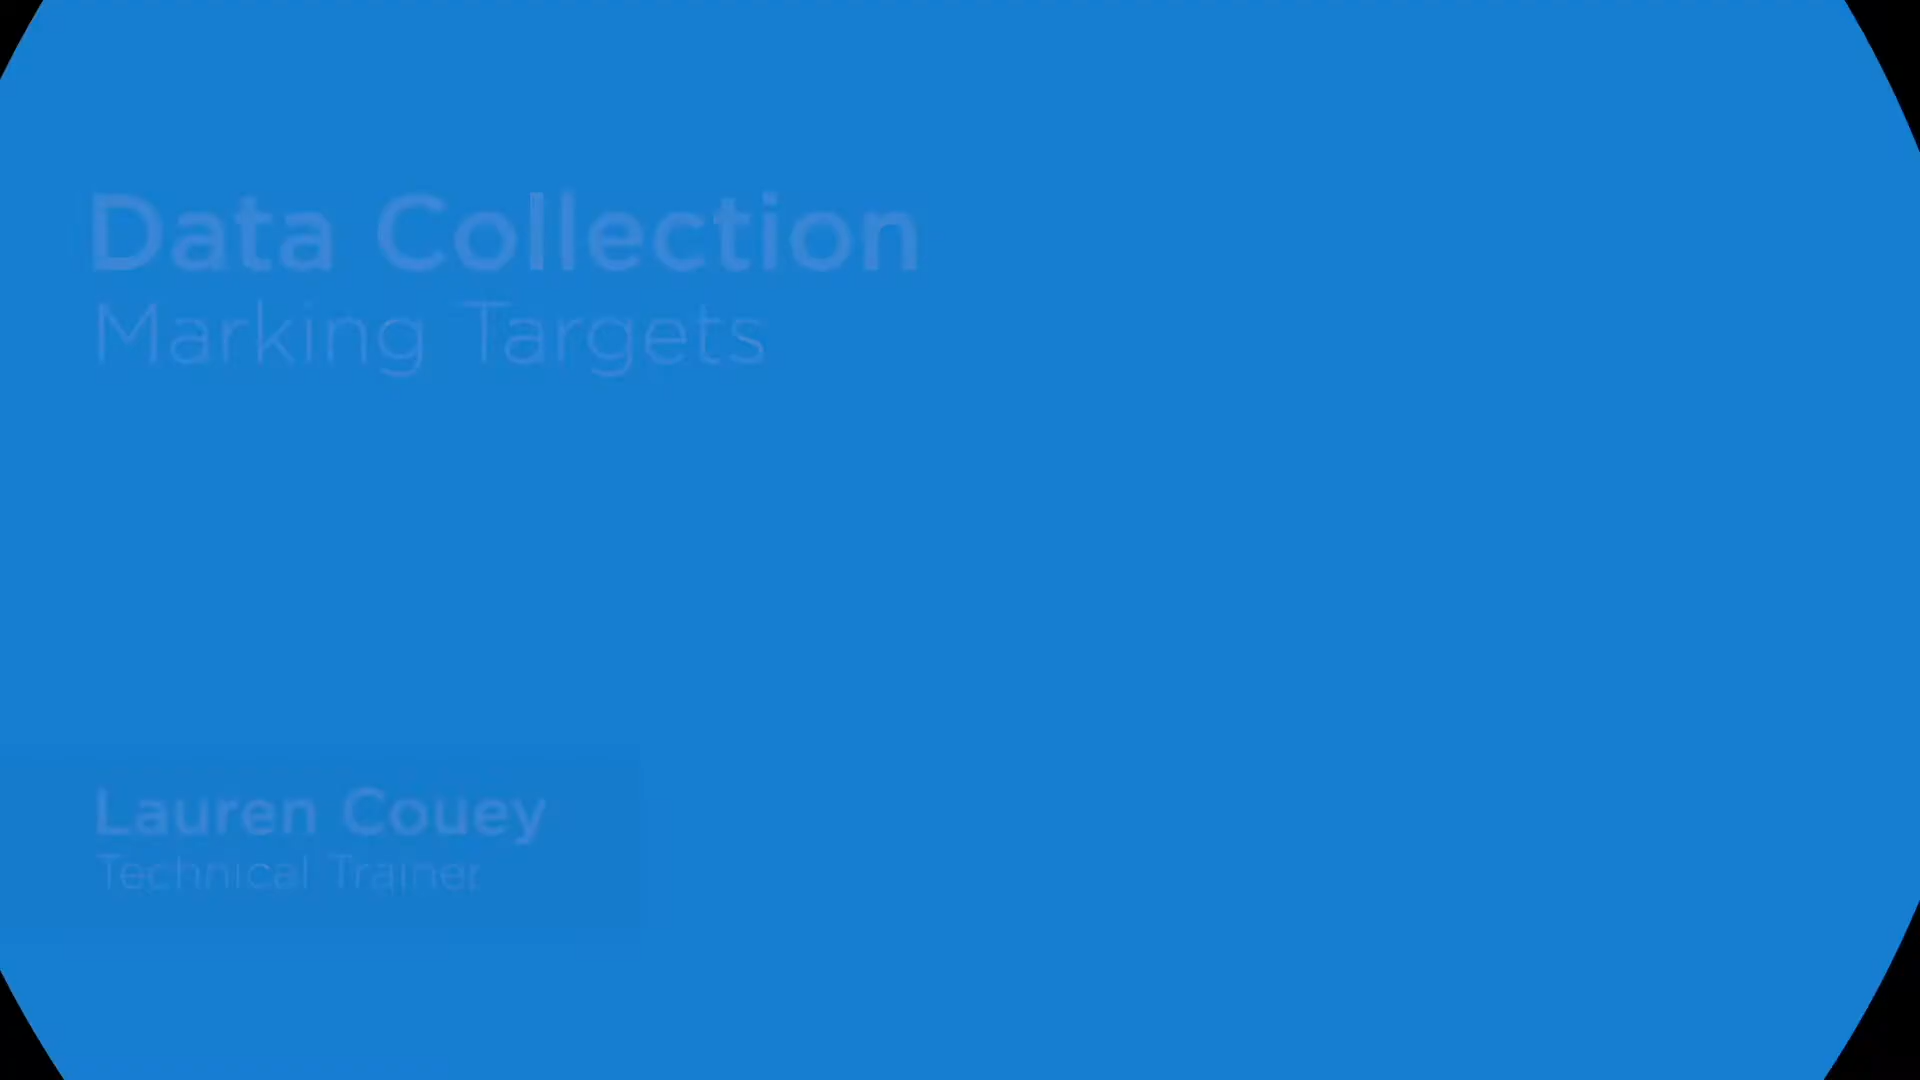 Data Collection
Marking Targets
Lauren Couey
Technical Trainer